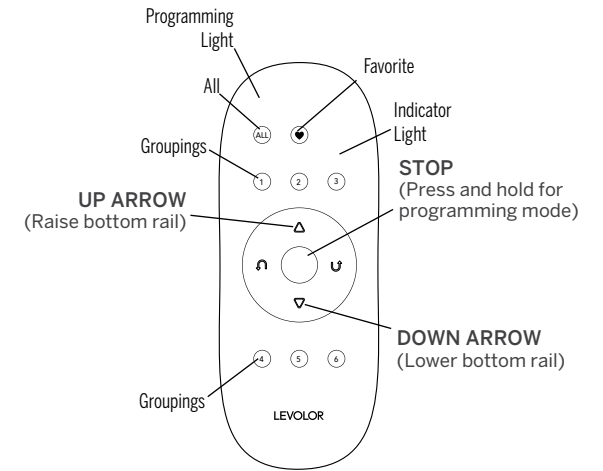 Programming
Light
All
Favorite
Indicator
Light
ALL
Groupings
1 2 3
STOP
(Press and hold for
programming mode)
UP ARROW
(Raise bottom rail)
DOWN ARROW
(Lower bottom rail)
4 5 6
Groupings
LEVOLOR